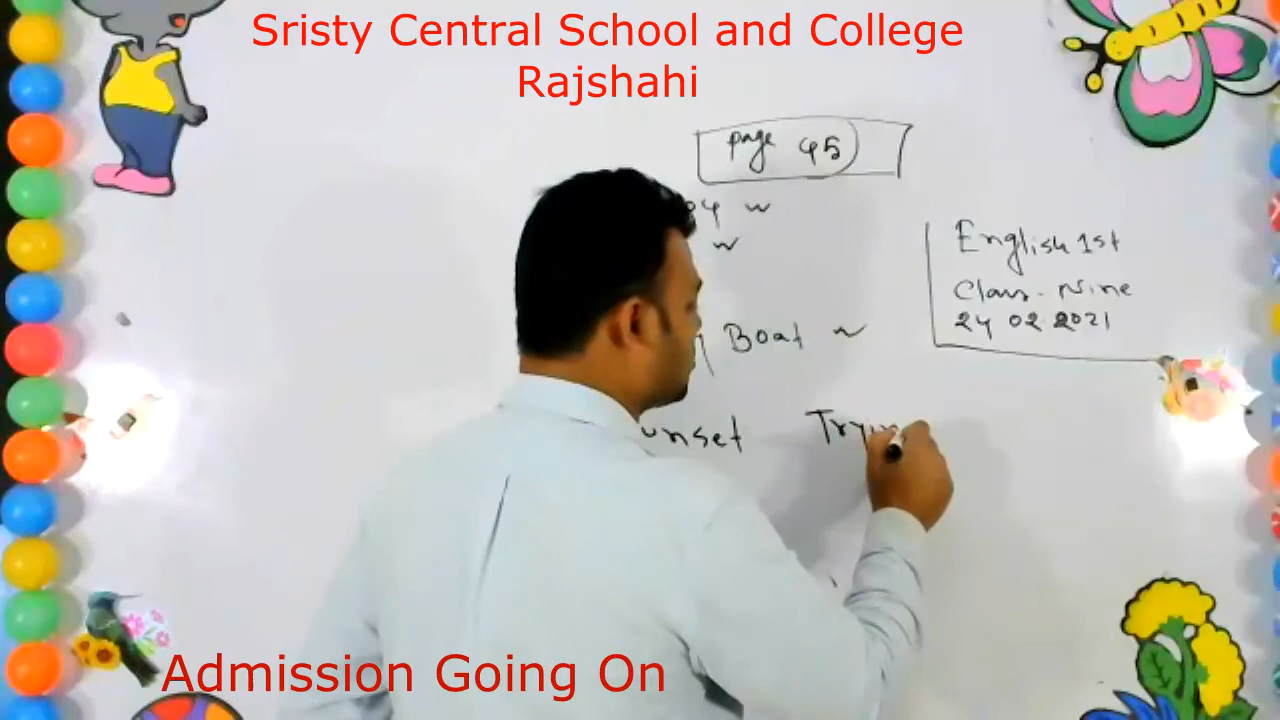 Sristy Central School and College
Rajshahi
page 45
English 1st
Class - Nine
24 02 2021
Boat
unset Tryin
Admission Going On